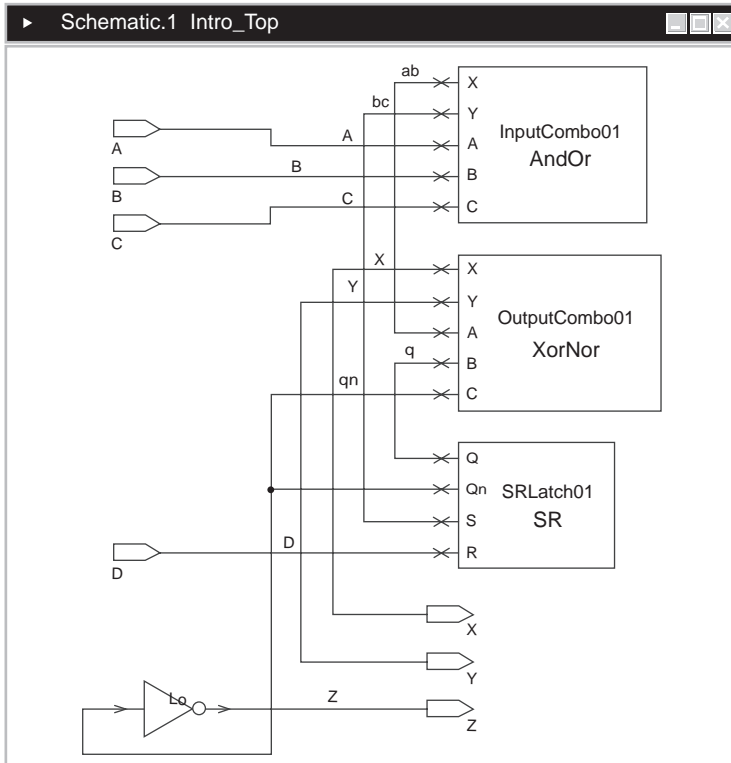 Schematic.1 Intro_Top
ab
X
bc
Y
InputCombo01
AndOr
A
A
A
B
B
B
C
C
C
X
X
Y
Y
OutputCombo01
XorNor
A
q
B
qn
C
Q
Qn
SRLatch01
SR
S
D
R
D
X
Y
Lo
Z
Z